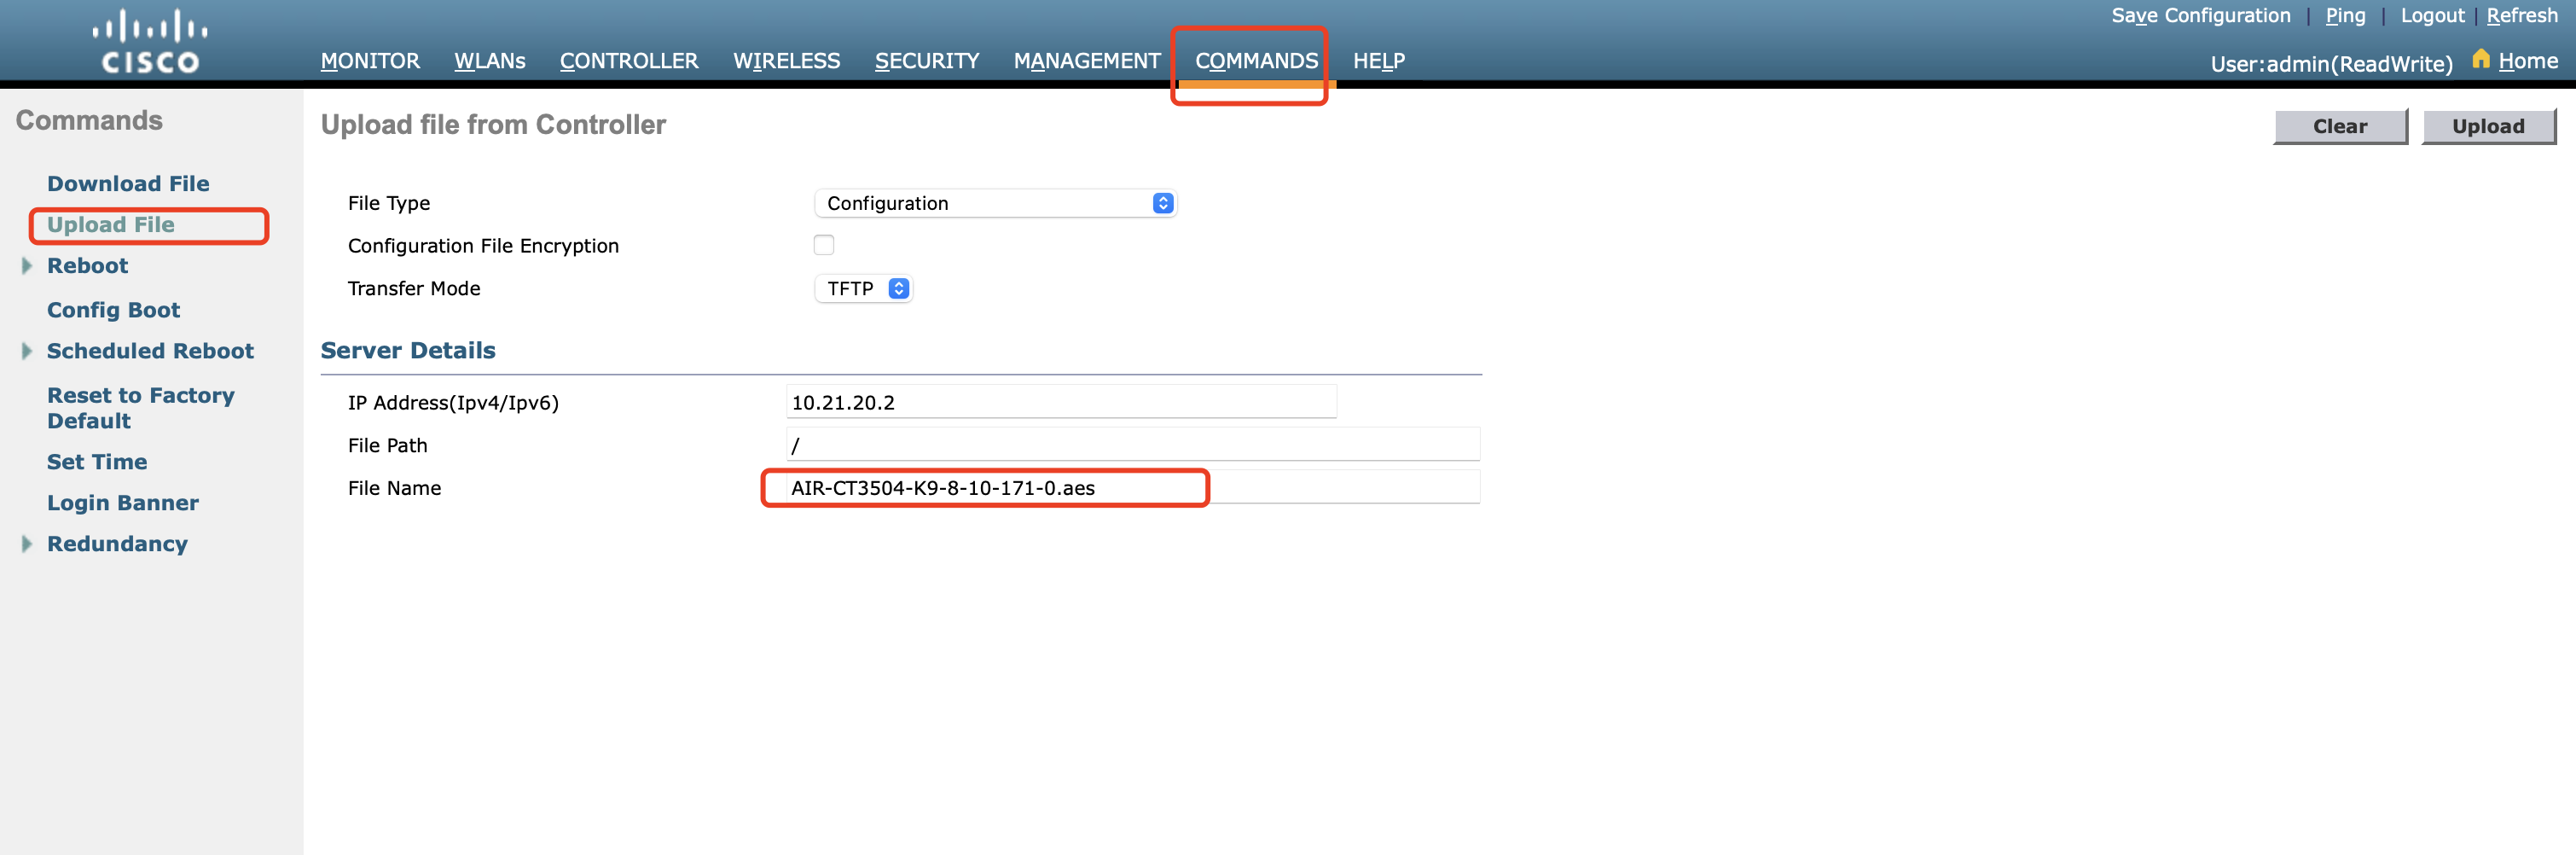 Save Configuration | Ping | Logout | Refresh
CISCO
MONITOR WLANs CONTROLLER WIRELESS SECURITY MANAGEMENT COMMANDS HELP
User:admin(ReadWrite) Home
Commands
Download File
Upload File
Reboot
Config Boot
Scheduled Reboot
Reset to Factory
Default
Set Time
Login Banner
Redundancy
Upload file from Controller
Clear
Upload
File Type Configuration
Configuration File Encryption
Transfer Mode TFTP
Server Details
IP Address(Ipv4/Ipv6) 10.21.20.2
File Path /
File Name AIR-CT3504-K9-8-10-171-0.aes